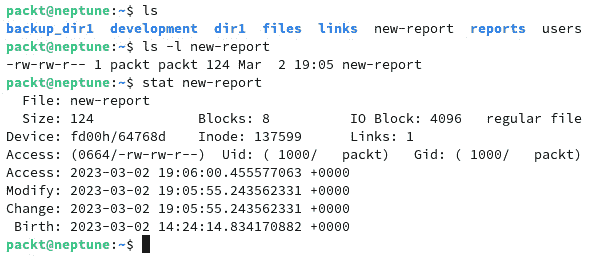 packt@neptune:~$ ls
backup_dir1  development  dir1  files  links  new-report  reports  users
packt@neptune:~$ ls -l new-report
-rw-rw-r-- 1 packt packt 124 Mar  2 19:05 new-report
packt@neptune:~$ stat new-report
  File: new-report
  Size: 124             Blocks: 8          IO Block: 4096   regular file
Device: fd00h/64768d    Inode: 137599      Links: 1
Access: (0664/-rw-rw-r--)  Uid: ( 1000/   packt)   Gid: ( 1000/   packt)
Access: 2023-03-02 19:06:00.455577063 +0000
Modify: 2023-03-02 19:05:55.243562331 +0000
Change: 2023-03-02 19:05:55.243562331 +0000
 Birth: 2023-03-02 14:24:14.834170882 +0000
packt@neptune:~$